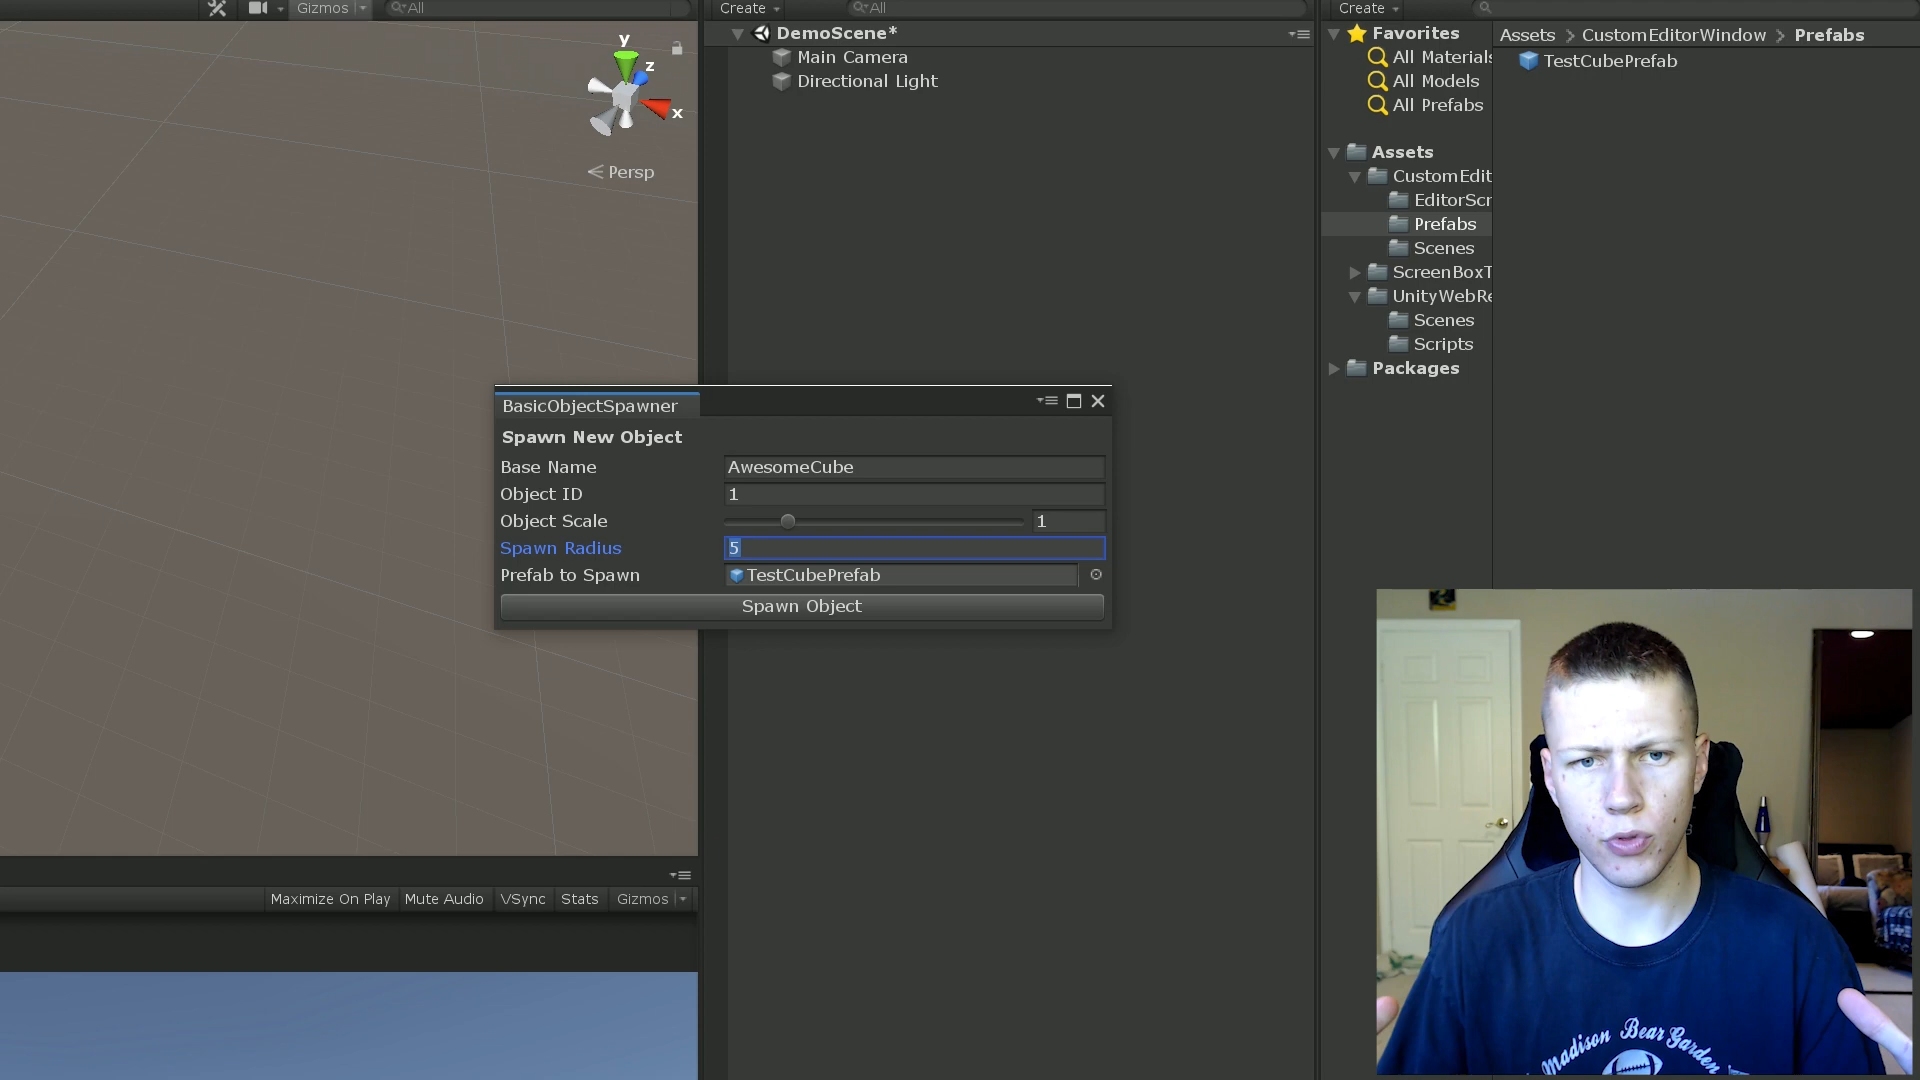 Gizmos
All
y
z
x
Persp
Create
All
DemoScene*
Main Camera
Directional Light
Create
Favorites
All Materials
All Models
All Prefabs
Assets
CustomEdit
EditorScr
Prefabs
Scenes
ScreenBoxT
UnityWebRe
Scenes
Scripts
Packages
Assets > CustomEditorWindow > Prefabs
TestCubePrefab
BasicObjectSpawner
Spawn New Object
Base Name AwesomeCube
Object ID 1
Object Scale 1
Spawn Radius 5
Prefab to Spawn TestCubePrefab
Spawn Object
Maximize On Play Mute Audio VSync Stats Gizmos
Madison Bear Garden